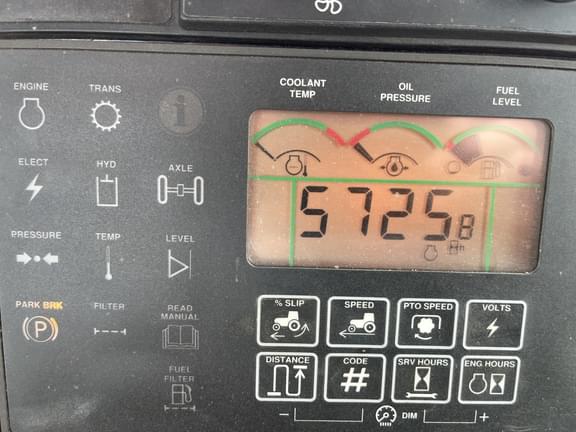 COOLANT TEMP
OIL PRESSURE
FUEL LEVEL
ENGINE
TRANS
ELECT
HYD
AXLE
PRESSURE
TEMP
LEVEL
PARK BRK
P
FILTER
READ MANUAL
FUEL FILTER
57258
% SLIP
SPEED
PTO SPEED
VOLTS
DISTANCE
CODE
#
SRV HOURS
ENG HOURS
− DIM +